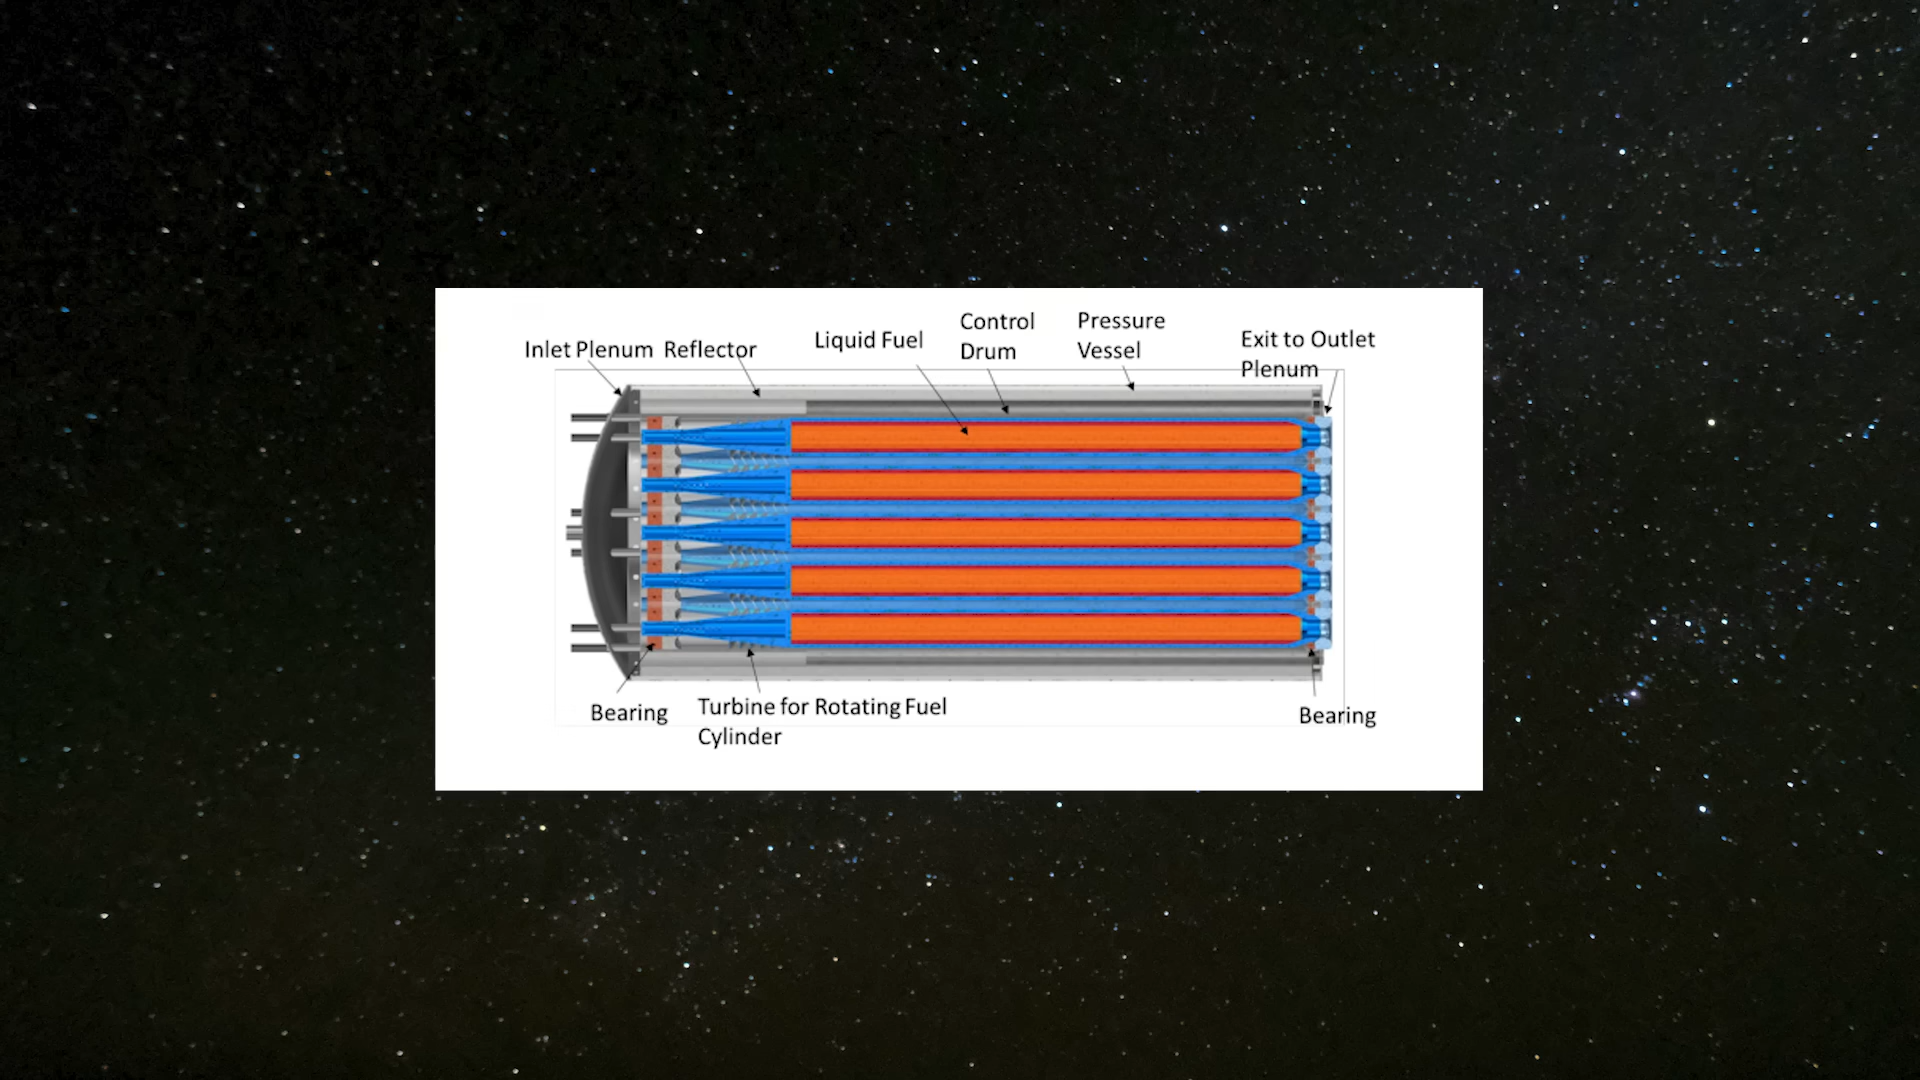 Inlet Plenum
Reflector
Liquid Fuel
Control
Drum
Pressure
Vessel
Exit to Outlet
Plenum
Bearing
Turbine for Rotating Fuel
Cylinder
Bearing